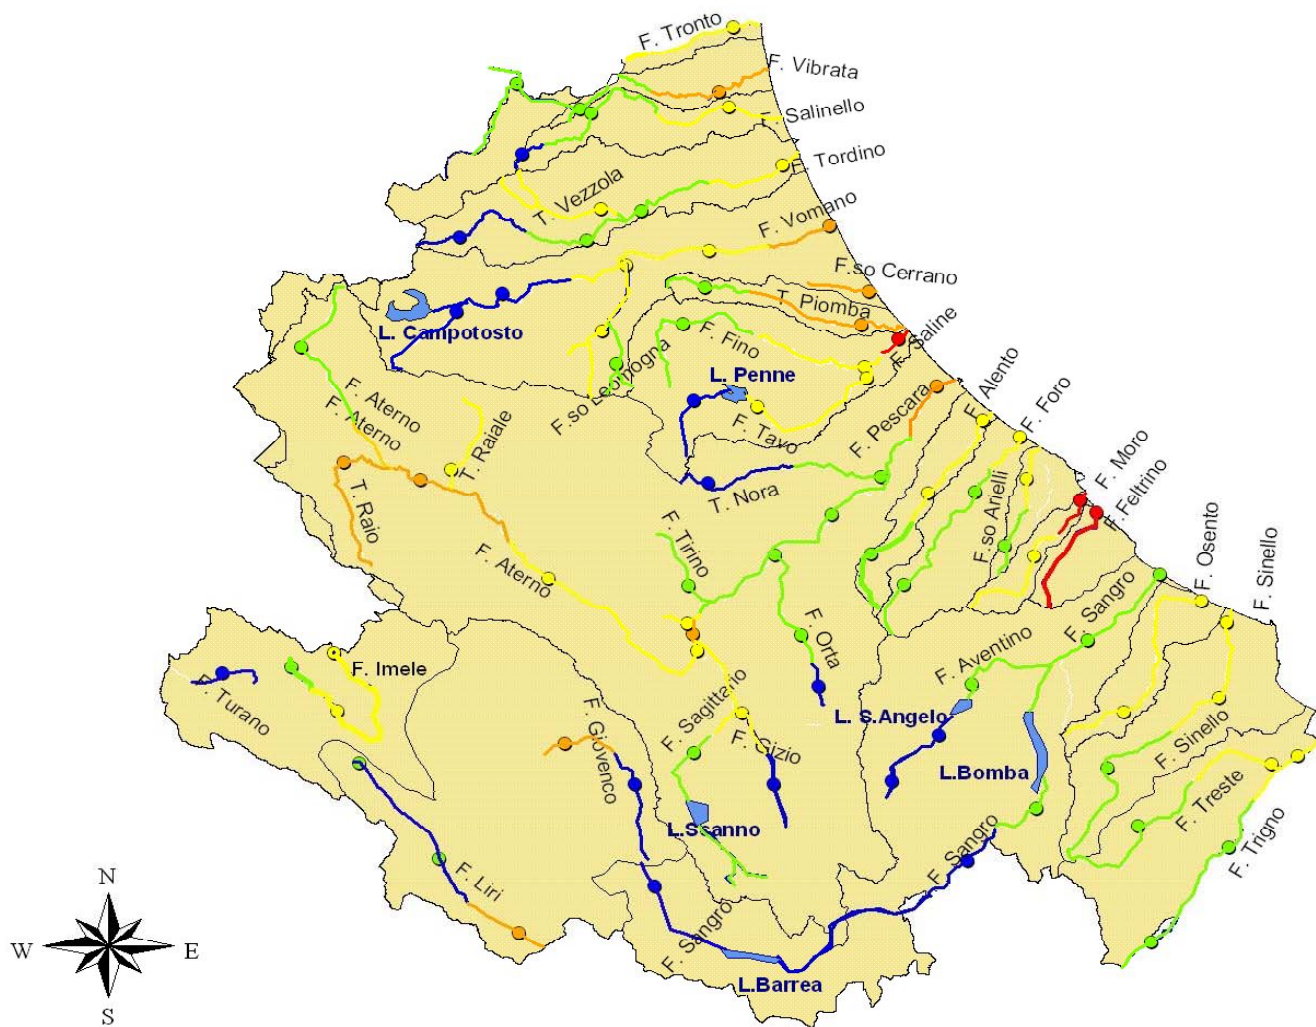 F. Tronto
F. Vibrata
F. Salinello
F. Tordino
T. Vezzola
F. Vomano
F.so Cerrano
T. Piomba
L. Campotosto
F. Saline
F. Fino
F.so Leomogna
L. Penne
F. Alento
F. Aterno
F. Aterno
F. Tavo
F. Pescara
F. Foro
T. Raiale
F. Moro
T. Nora
F.Feltrino
T. Raio
F.so Arielli
F. Tirino
F. Osento
F. Sinello
F. Aterno
F. Sangro
F. Orta
F. Aventino
F. Imele
F. Turano
F. Sagittario
L. S.Angelo
F. Giovenco
F. Gizio
F. Sinello
L.Bomba
F. Treste
L.Scanno
F. Sangro
F. Trigno
F. Liri
N
F. Sangro
W
E
L.Barrea
S